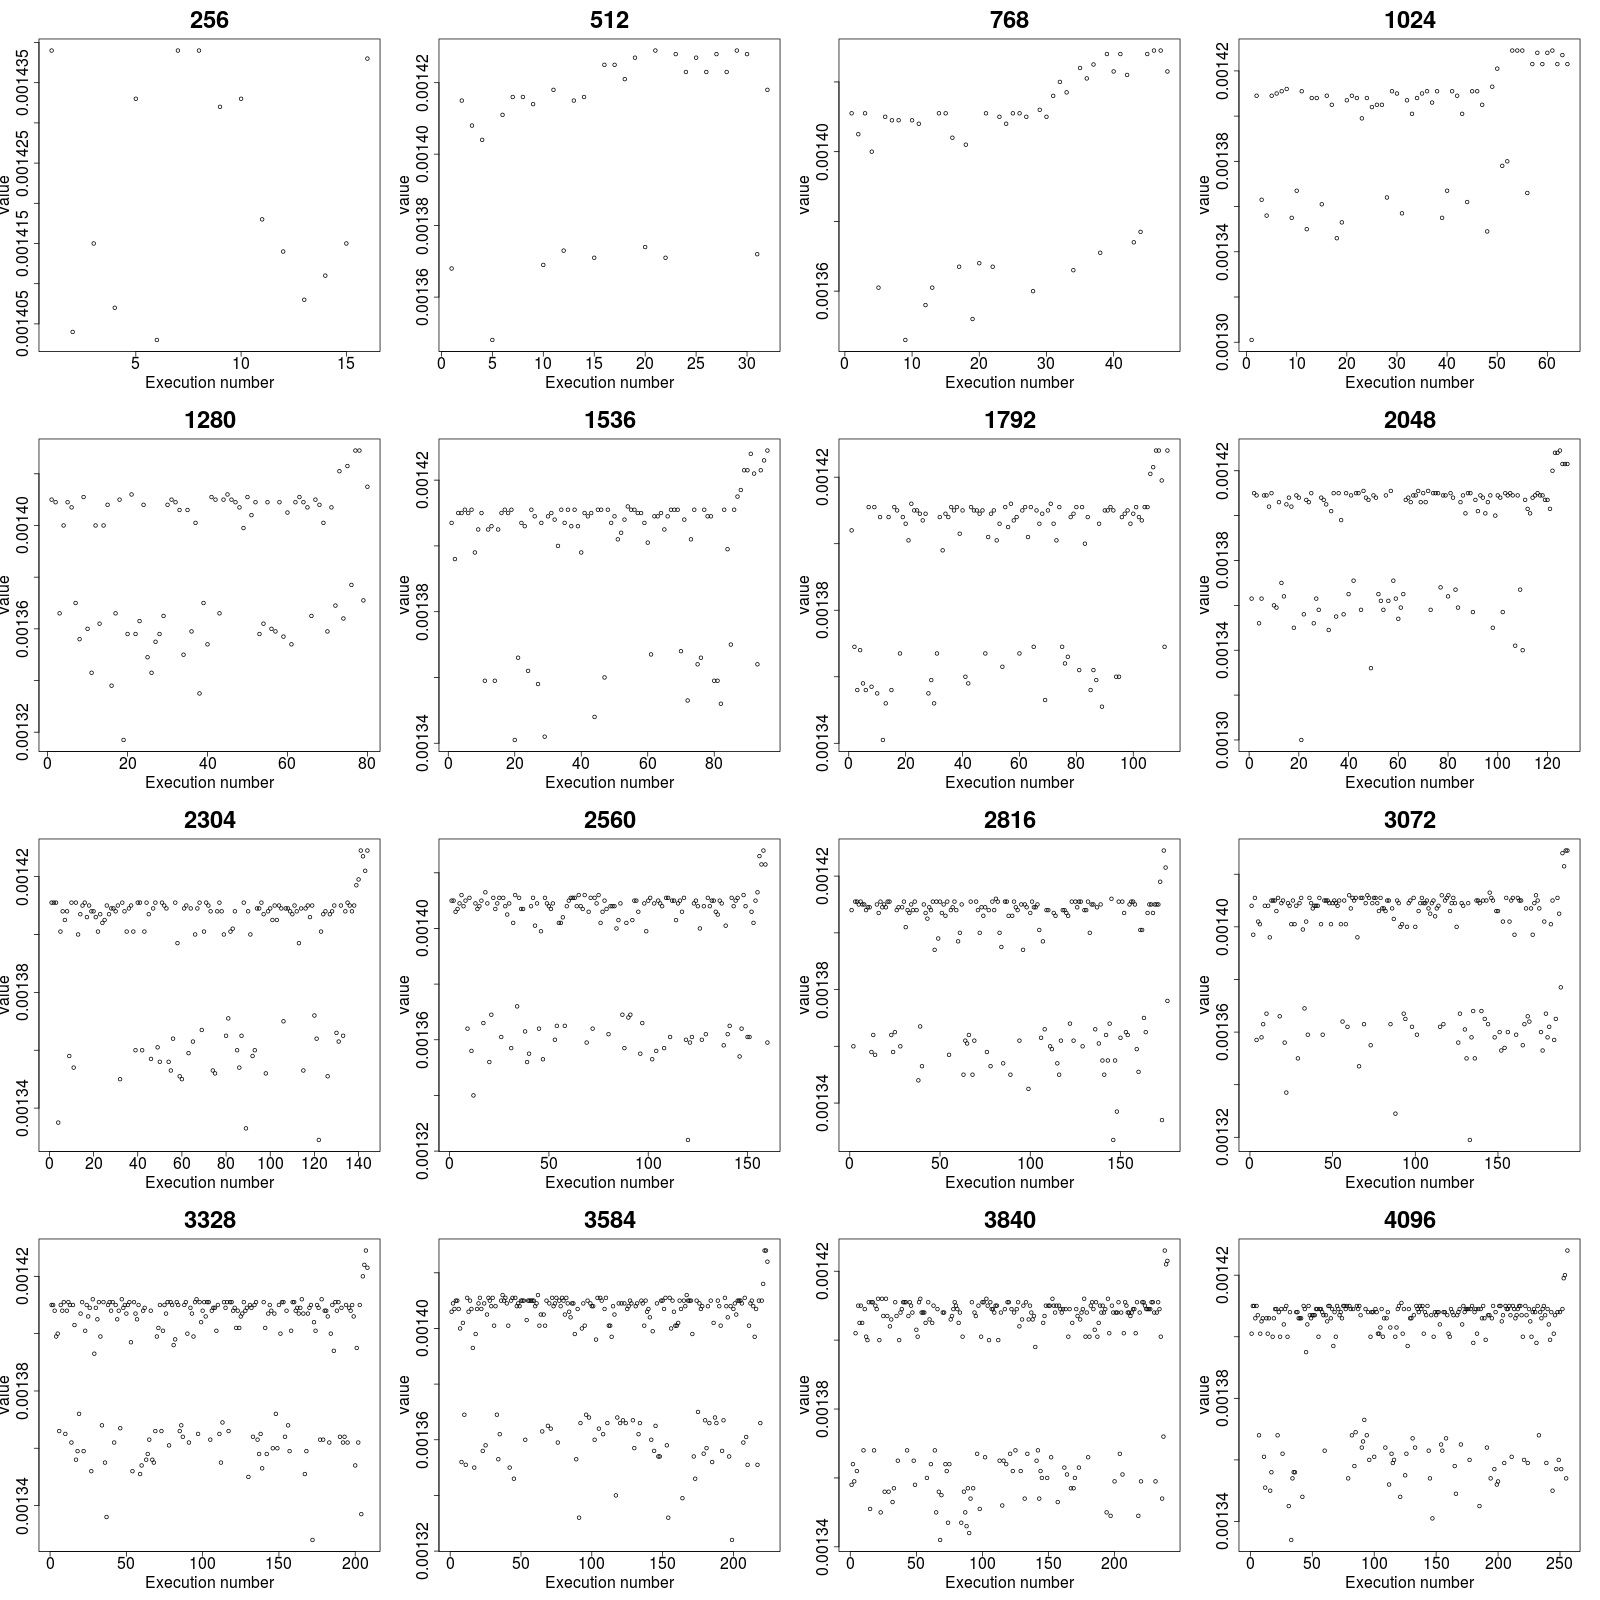 256
0.001405 0.001415 0.001425 0.001435
value
5 10 15
Execution number
512
0.00136 0.00138 0.00140 0.00142
value
0 5 10 15 20 25 30
Execution number
768
0.00136 0.00140
value
0 10 20 30 40
Execution number
1024
0.00130 0.00134 0.00138 0.00142
value
0 10 20 30 40 50 60
Execution number
1280
0.00132 0.00136 0.00140
value
0 20 40 60 80
Execution number
1536
0.00134 0.00138 0.00142
value
0 20 40 60 80
Execution number
1792
0.00134 0.00138 0.00142
value
0 20 40 60 80 100
Execution number
2048
0.00130 0.00134 0.00138 0.00142
value
0 20 40 60 80 100 120
Execution number
2304
0.00134 0.00138 0.00142
value
0 20 40 60 80 100 120 140
Execution number
2560
0.00132 0.00136 0.00140
value
0 50 100 150
Execution number
2816
0.00134 0.00138 0.00142
value
0 50 100 150
Execution number
3072
0.00132 0.00136 0.00140
value
0 50 100 150
Execution number
3328
0.00134 0.00138 0.00142
value
0 50 100 150 200
Execution number
3584
0.00132 0.00136 0.00140
value
0 50 100 150 200
Execution number
3840
0.00134 0.00138 0.00142
value
0 50 100 150 200
Execution number
4096
0.00134 0.00138 0.00142
value
0 50 100 150 200 250
Execution number